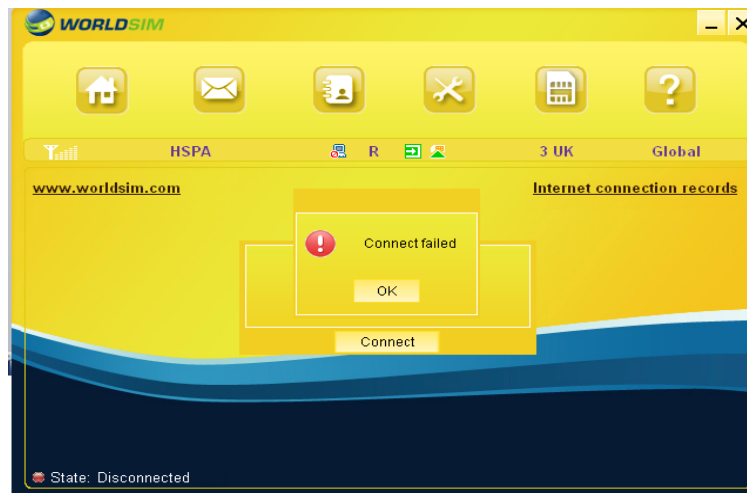 WORLDSIM
HSPA R 3 UK Global
www.worldsim.com Internet connection records
Connect failed
OK
Connect
State: Disconnected